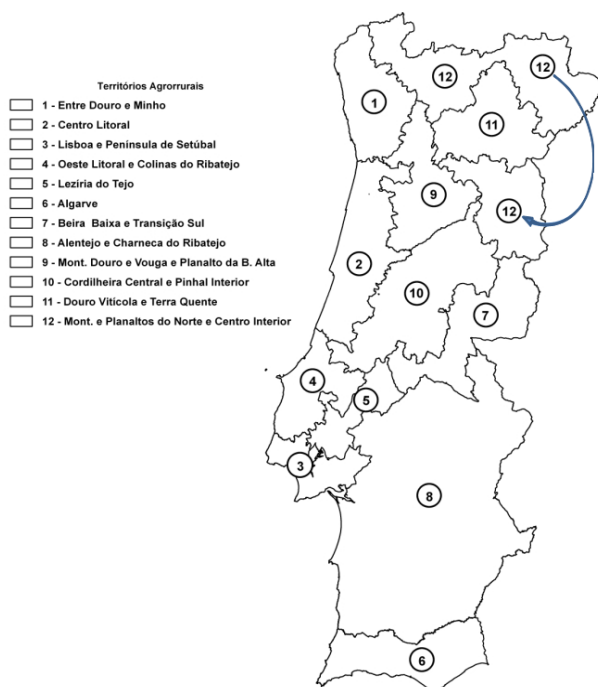 Territórios Agrorrurais
1 - Entre Douro e Minho
2 - Centro Litoral
3 - Lisboa e Península de Setúbal
4 - Oeste Litoral e Colinas do Ribatejo
5 - Lezíria do Tejo
6 - Algarve
7 - Beira Baixa e Transição Sul
8 - Alentejo e Charneca do Ribatejo
9 - Mont. Douro e Vouga e Planalto da B. Alta
10 - Cordilheira Central e Pinhal Interior
11 - Douro Vitícola e Terra Quente
12 - Mont. e Planaltos do Norte e Centro Interior
12
12
1
11
9
12
2
10
7
4
5
3
8
6